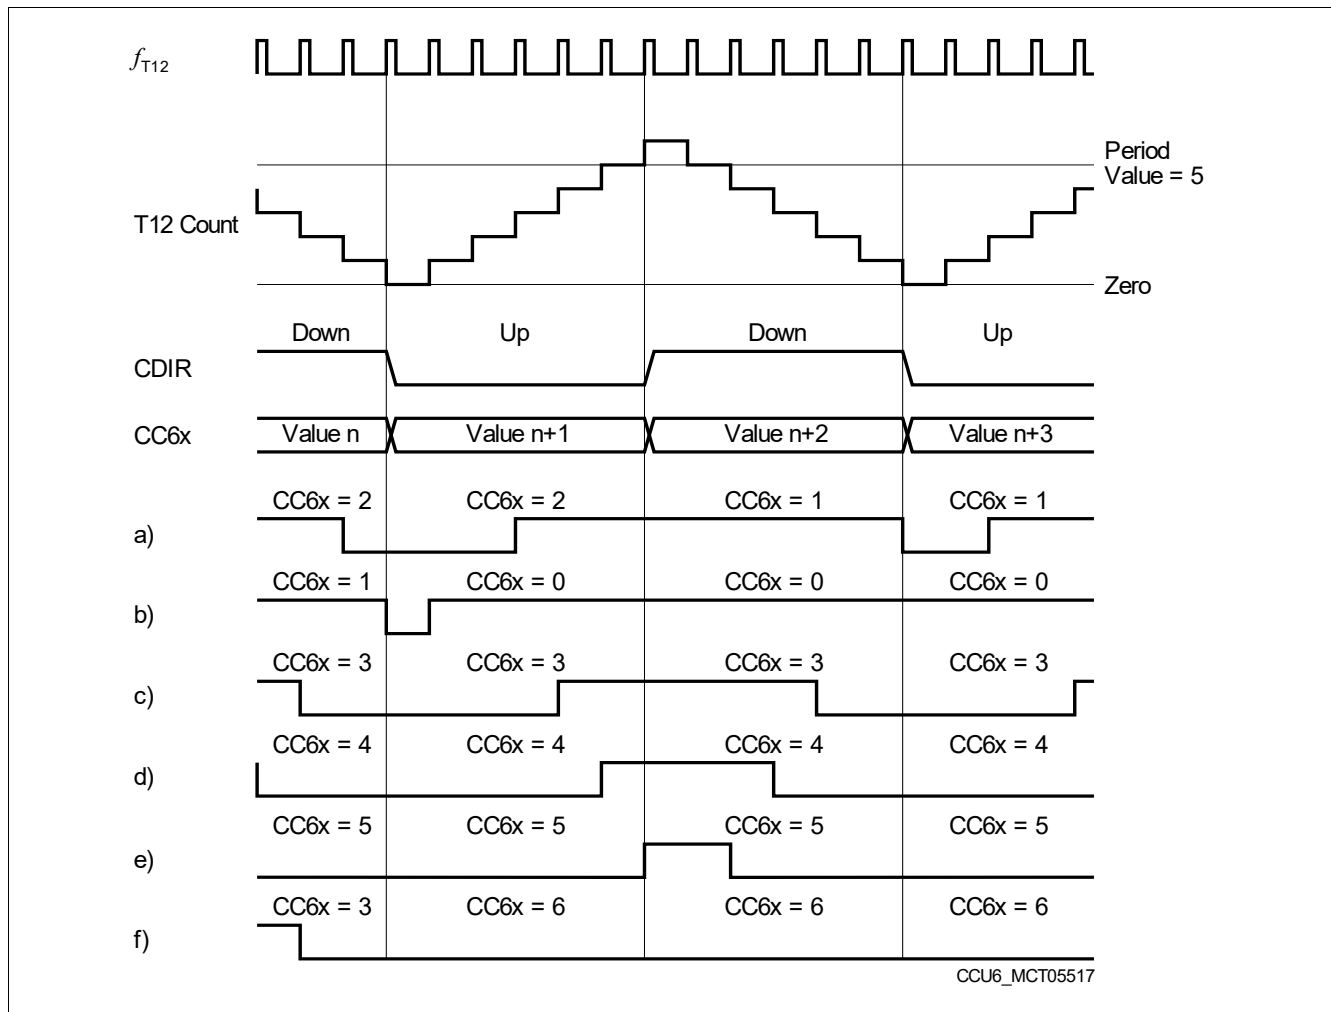 fT12
Period
Value = 5
T12 Count
Zero
Down Up Down Up
CDIR
CC6x Value n Value n+1 Value n+2 Value n+3
CC6x = 2 CC6x = 2 CC6x = 1 CC6x = 1
a)
CC6x = 1 CC6x = 0 CC6x = 0 CC6x = 0
b)
CC6x = 3 CC6x = 3 CC6x = 3 CC6x = 3
c)
CC6x = 4 CC6x = 4 CC6x = 4 CC6x = 4
d)
CC6x = 5 CC6x = 5 CC6x = 5 CC6x = 5
e)
CC6x = 3 CC6x = 6 CC6x = 6 CC6x = 6
f)
CCU6_MCT05517